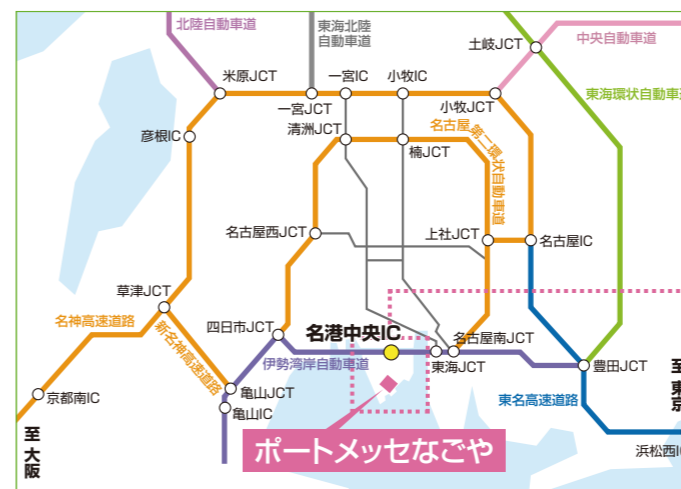 北陸自動車道
東海北陸
自動車道
土岐JCT
中央自動車道
米原JCT
一宮IC
小牧IC
東海環状自動車道
一宮JCT
小牧JCT
彦根IC
清洲JCT
名古屋
第二環状自動車道
楠JCT
名古屋西JCT
上社JCT
名古屋IC
草津JCT
名神高速道路
新名神高速道路
四日市JCT
名港中央IC
名古屋南JCT
伊勢湾岸自動車道
東海JCT
豊田JCT
至 東京
京都南IC
亀山JCT
亀山IC
東名高速道路
至 大阪
ポートメッセなごや
浜松西IC